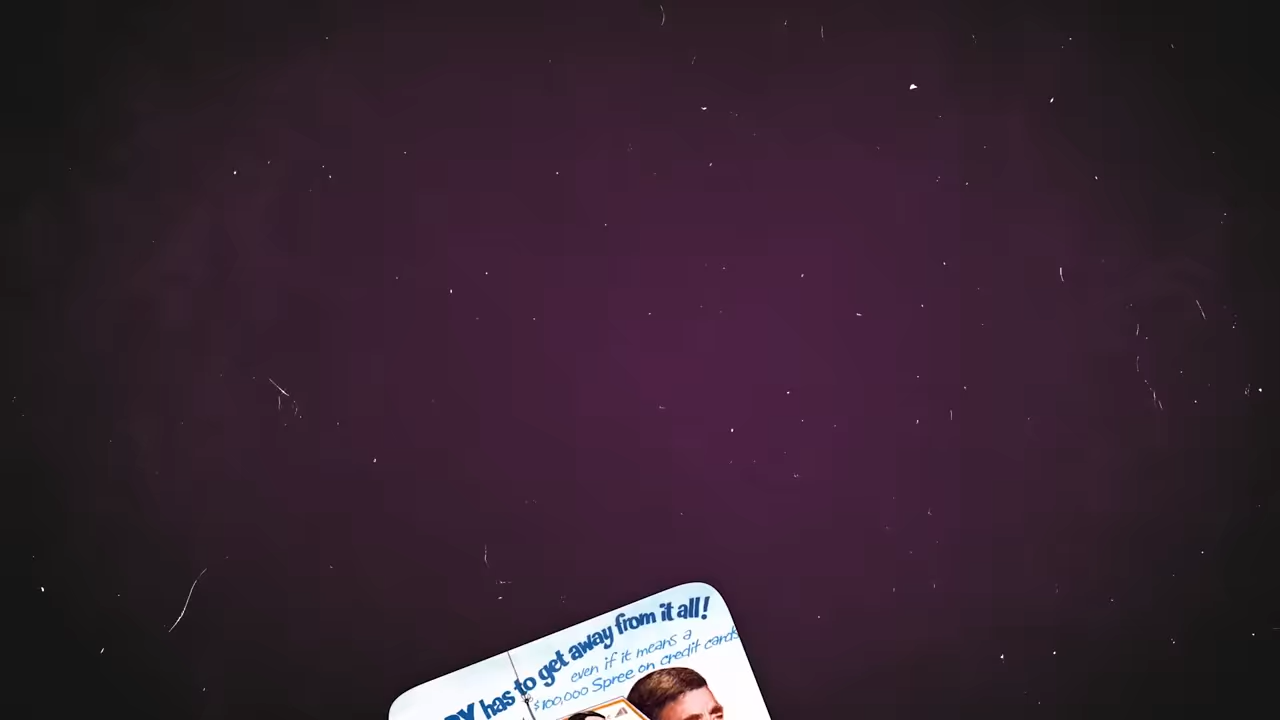 has to get away from it all!
even if it means a
$100,000 Spree on credit cards